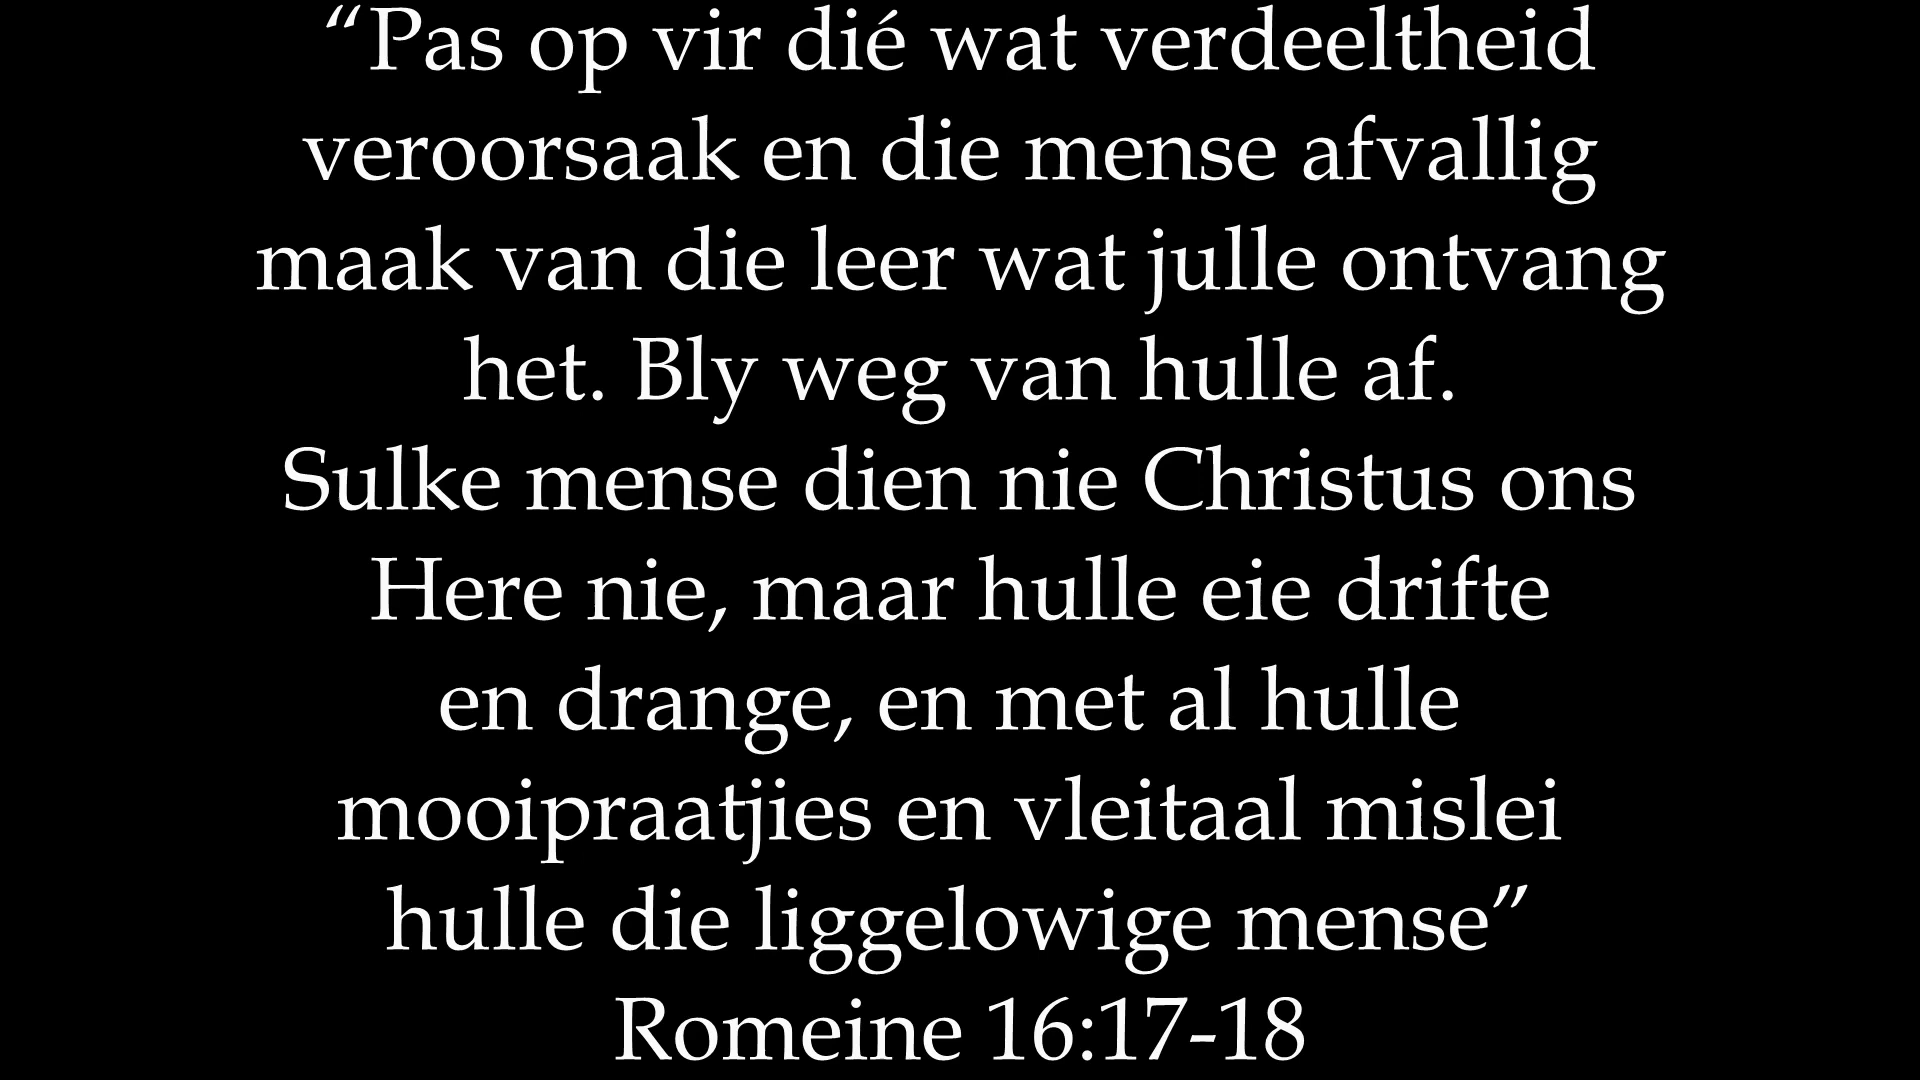 “Pas op vir dié wat verdeeltheid
veroorsaak en die mense afvallig
maak van die leer wat julle ontvang
het. Bly weg van hulle af.
Sulke mense dien nie Christus ons
Here nie, maar hulle eie drifte
en drange, en met al hulle
mooipraatjies en vleitaal mislei
hulle die liggelowige mense”
Romeine 16:17-18